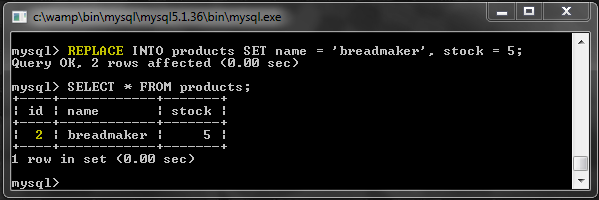 c:\wamp\bin\mysql\mysql5.1.36\bin\mysql.exe
mysql> REPLACE INTO products SET name = 'breadmaker', stock = 5;
Query OK, 2 rows affected (0.00 sec)
mysql> SELECT * FROM products;
+----+------------+-------+
| id | name       | stock |
+----+------------+-------+
|  2 | breadmaker |     5 |
+----+------------+-------+
1 row in set (0.00 sec)
mysql>